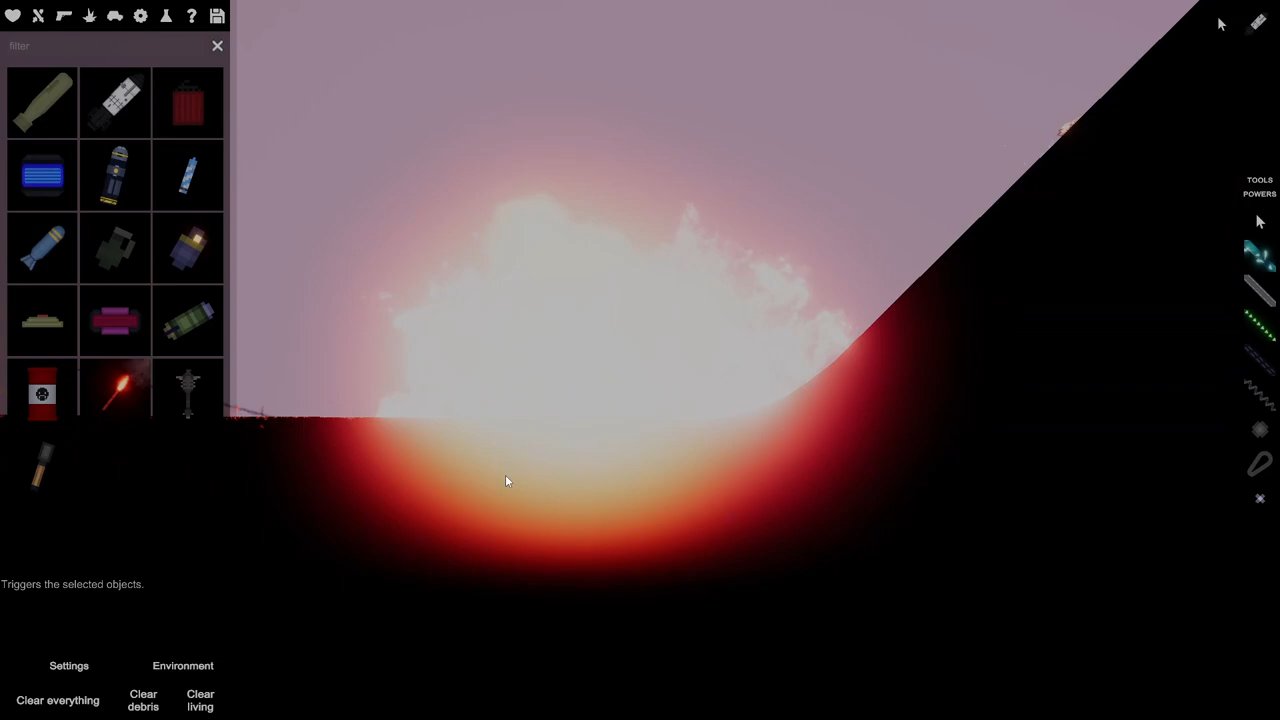 filter
TOOLS
POWERS
Triggers the selected objects.
Settings
Environment
Clear everything
Clear
debris
Clear
living